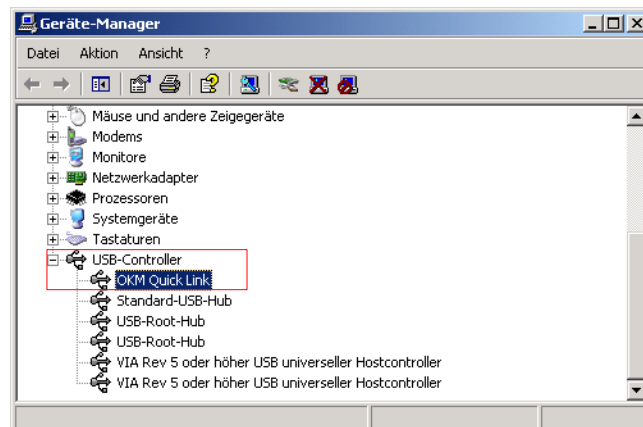 Geräte-Manager
Datei Aktion Ansicht ?
Mäuse und andere Zeigegeräte
Modems
Monitore
Netzwerkadapter
Prozessoren
Systemgeräte
Tastaturen
USB-Controller
OKM Quick Link
Standard-USB-Hub
USB-Root-Hub
USB-Root-Hub
VIA Rev 5 oder höher USB universeller Hostcontroller
VIA Rev 5 oder höher USB universeller Hostcontroller